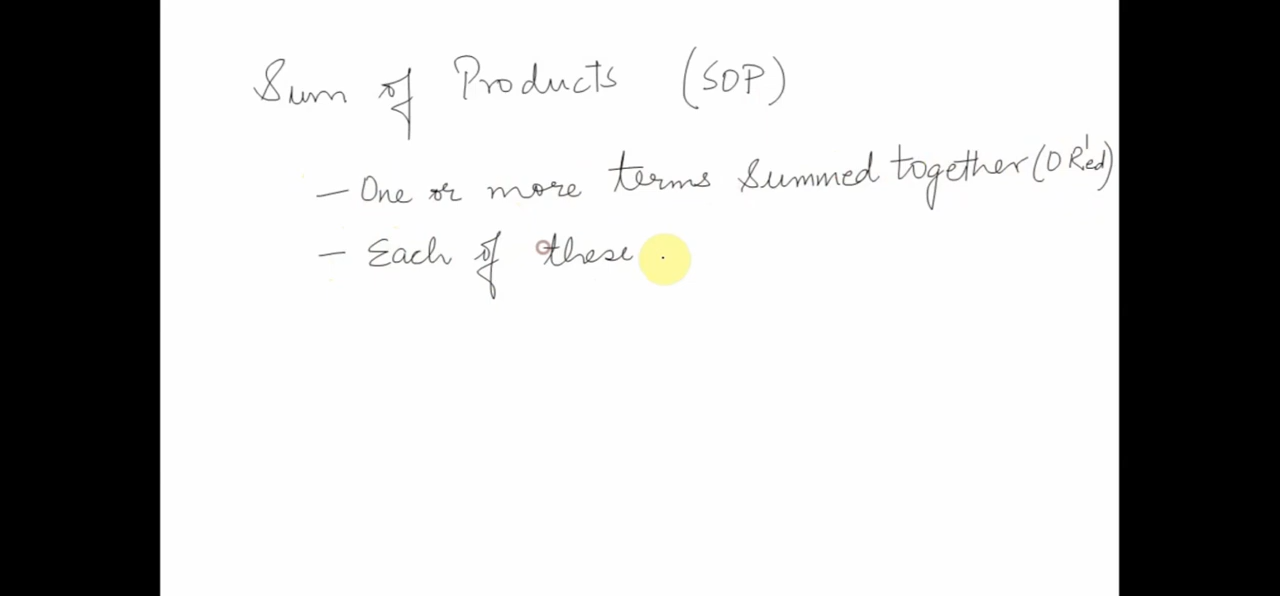 Sum of Products (SOP)
— One or more terms summed together (OR'ed)
— Each of these